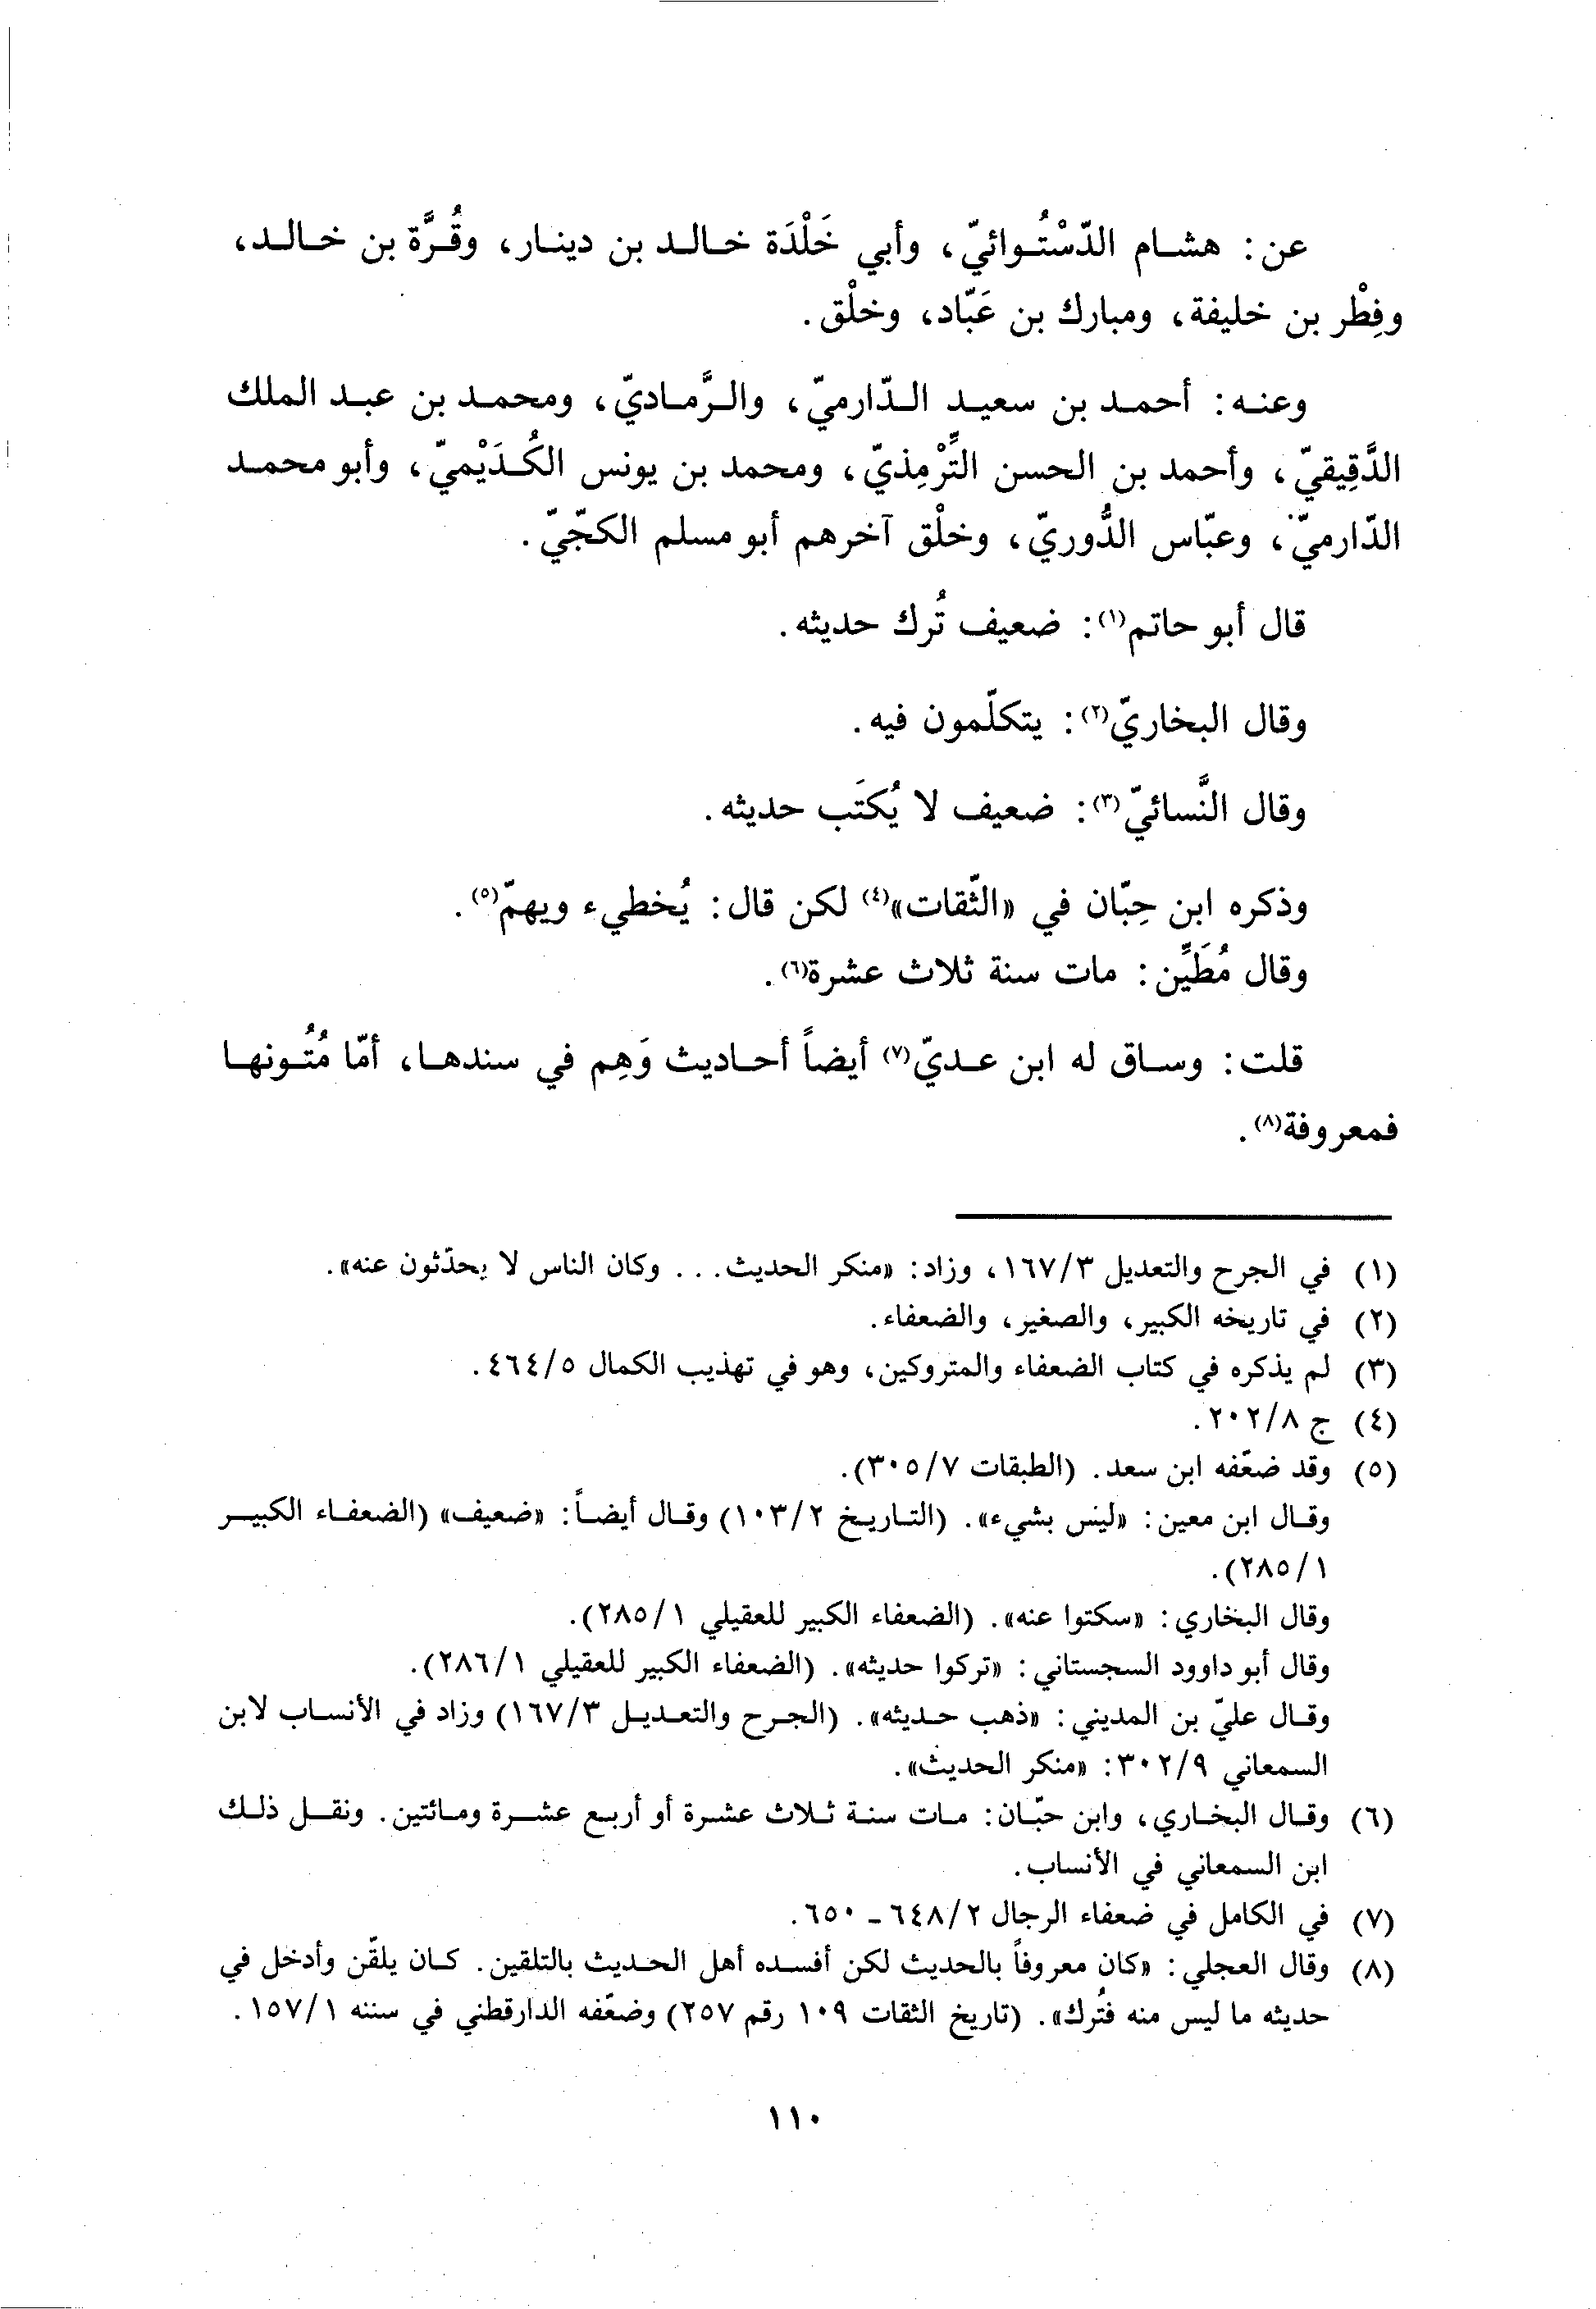 عن: هشام الدّسْتُوائيّ، وأبي خَلْدَة خالد بن دينار، وقُرَّة بن خالد،
وفِطْر بن خليفة، ومبارك بن عَبّاد، وخلْق.
وعنه: أحمد بن سعيد الدّارميّ، والرَّماديّ، ومحمد بن عبد الملك
الدَّقِيقيّ، وأحمد بن الحسن التِّرْمِذيّ، ومحمد بن يونس الكُدَيْميّ، وأبو محمد
الدّارميّ، وعبّاس الدُّوريّ، وخلْق آخرهم أبو مسلم الكجّيّ.
قال أبو حاتم(١): ضعيف تُرك حديثه.
وقال البخاريّ(٢): يتكلّمون فيه.
وقال النَّسائيّ(٣): ضعيف لا يُكتَب حديثه.
وذكره ابن حِبّان في «الثّقات»(٤) لكن قال: يُخطيء ويهمّ(٥).
وقال مُطَيَّن: مات سنة ثلاث عشرة(٦).
قلت: وساق له ابن عديّ(٧) أيضاً أحاديث وَهِم في سندها، أمّا مُتُونها
فمعروفة(٨).
(١) في الجرح والتعديل ١٦٧/٣، وزاد: «منكر الحديث... وكان الناس لا يحدّثون عنه».
(٢) في تاريخه الكبير، والصغير، والضعفاء.
(٣) لم يذكره في كتاب الضعفاء والمتروكين، وهو في تهذيب الكمال ٤٦٤/٥.
(٤) ج ٢٠٢/٨.
(٥) وقد ضعّفه ابن سعد. (الطبقات ٣٠٥/٧).
وقال ابن معين: «ليس بشيء». (التاريخ ١٠٣/٢) وقال أيضاً: «ضعيف» (الضعفاء الكبير
٢٨٥/١).
وقال البخاري: «سكتوا عنه». (الضعفاء الكبير للعقيلي ٢٨٥/١).
وقال أبو داوود السجستاني: «تركوا حديثه». (الضعفاء الكبير للعقيلي ٢٨٦/١).
وقال عليّ بن المديني: «ذهب حديثه». (الجرح والتعديل ١٦٧/٣) وزاد في الأنساب لابن
السمعاني ٣٠٢/٩: «منكر الحديث».
(٦) وقال البخاري، وابن حبّان: مات سنة ثلاث عشرة أو أربع عشرة ومائتين. ونقل ذلك
ابن السمعاني في الأنساب.
(٧) في الكامل في ضعفاء الرجال ٦٤٨/٢ - ٦٥٠.
(٨) وقال العجلي: «كان معروفاً بالحديث لكن أفسده أهل الحديث بالتلقين. كان يلقّن وأدخل في
حديثه ما ليس منه فتُرك». (تاريخ الثقات ١٠٩ رقم ٢٥٧) وضعّفه الدارقطني في سننه ١٥٧/١.
١١٠